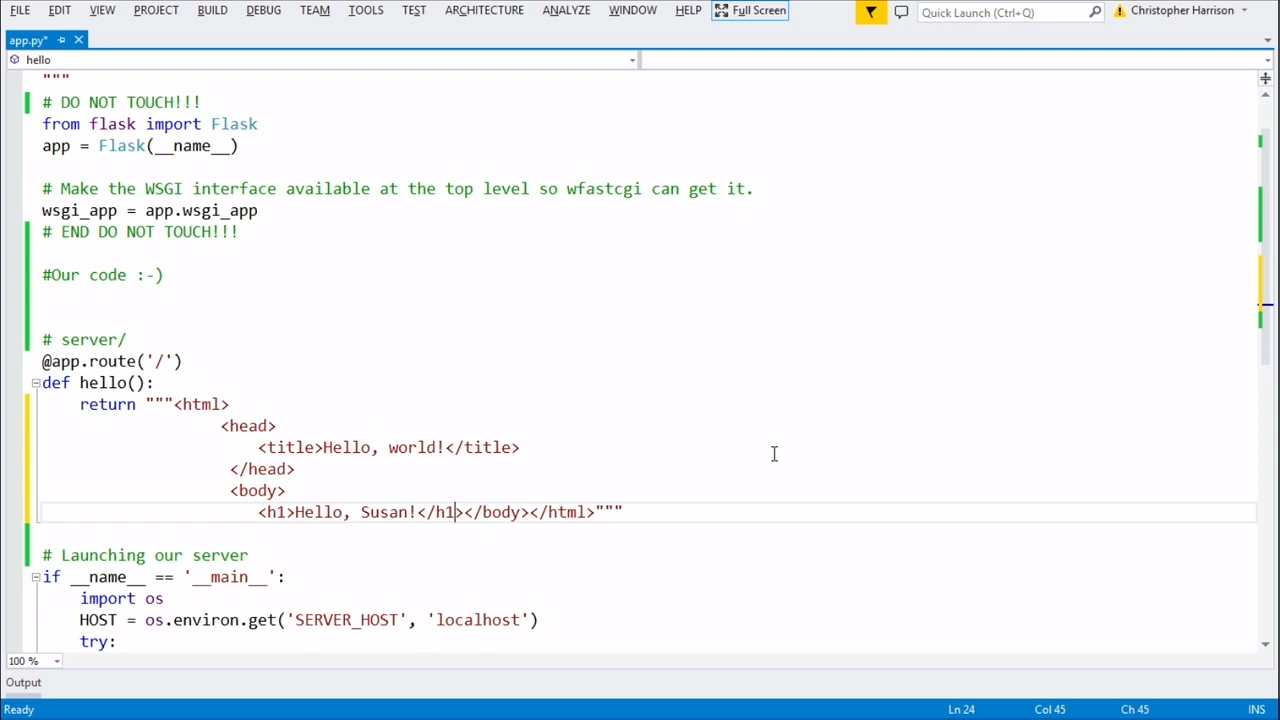 FILE EDIT VIEW PROJECT BUILD DEBUG TEAM TOOLS TEST ARCHITECTURE ANALYZE WINDOW HELP Full Screen Quick Launch (Ctrl+Q) Christopher Harrison
app.py*
hello
"""
# DO NOT TOUCH!!!
from flask import Flask
app = Flask(__name__)
# Make the WSGI interface available at the top level so wfastcgi can get it.
wsgi_app = app.wsgi_app
# END DO NOT TOUCH!!!
#Our code :-)
# server/
@app.route('/')
def hello():
return """<html>
<head>
<title>Hello, world!</title>
</head>
<body>
<h1>Hello, Susan!</h1></body></html>"""
# Launching our server
if __name__ == '__main__':
import os
HOST = os.environ.get('SERVER_HOST', 'localhost')
try:
100 %
Output
Ready Ln 24 Col 45 Ch 45 INS